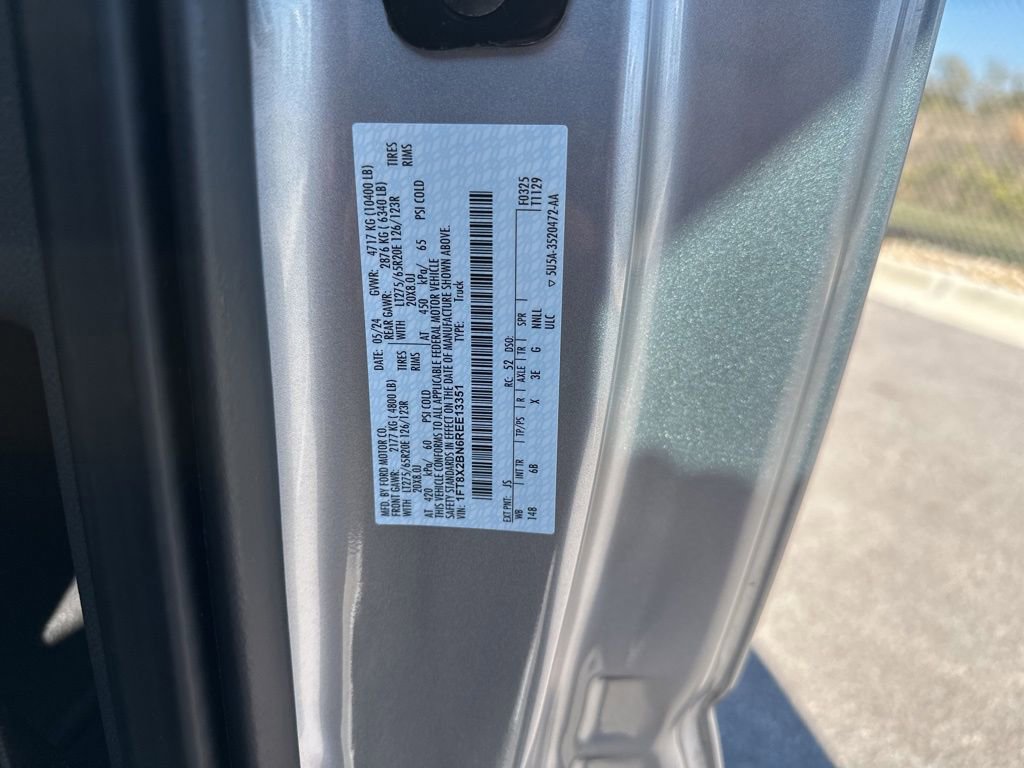 MFD. BY FORD MOTOR CO. DATE: 05/24 GVWR: 4717 KG (10400 LB)
FRONT GAWR: 2177 KG ( 4800 LB) REAR GAWR: 2876 KG ( 6340 LB)
WITH LT275/65R20E 126/123R TIRES WITH LT275/65R20E 126/123R TIRES
20X8.0J RIMS 20X8.0J RIMS
AT 420 kPa/ 60 PSI COLD AT 450 kPa/ 65 PSI COLD
THIS VEHICLE CONFORMS TO ALL APPLICABLE FEDERAL MOTOR VEHICLE
SAFETY STANDARDS IN EFFECT ON THE DATE OF MANUFACTURE SHOWN ABOVE.
VIN: 1FT8X2BN6REE13351 TYPE: Truck
EXT PNT: JS RC: 52 DSO: F0325
WB INT TR TP/PS R AXLE TR SPR T1129
148 6B X 3E G NNLL
ULC ▽ 5U5A-3520472-AA